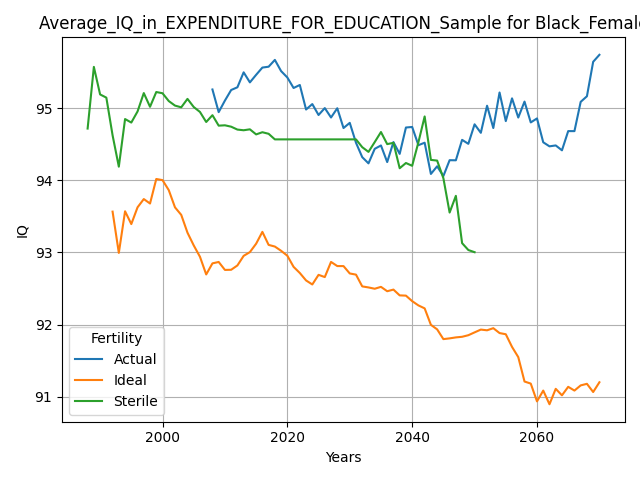 Average_IQ_in_EXPENDITURE_FOR_EDUCATION_Sample for Black_Female
IQ
95
94
93
92
91
Fertility
Actual
Ideal
Sterile
2000 2020 2040 2060
Years